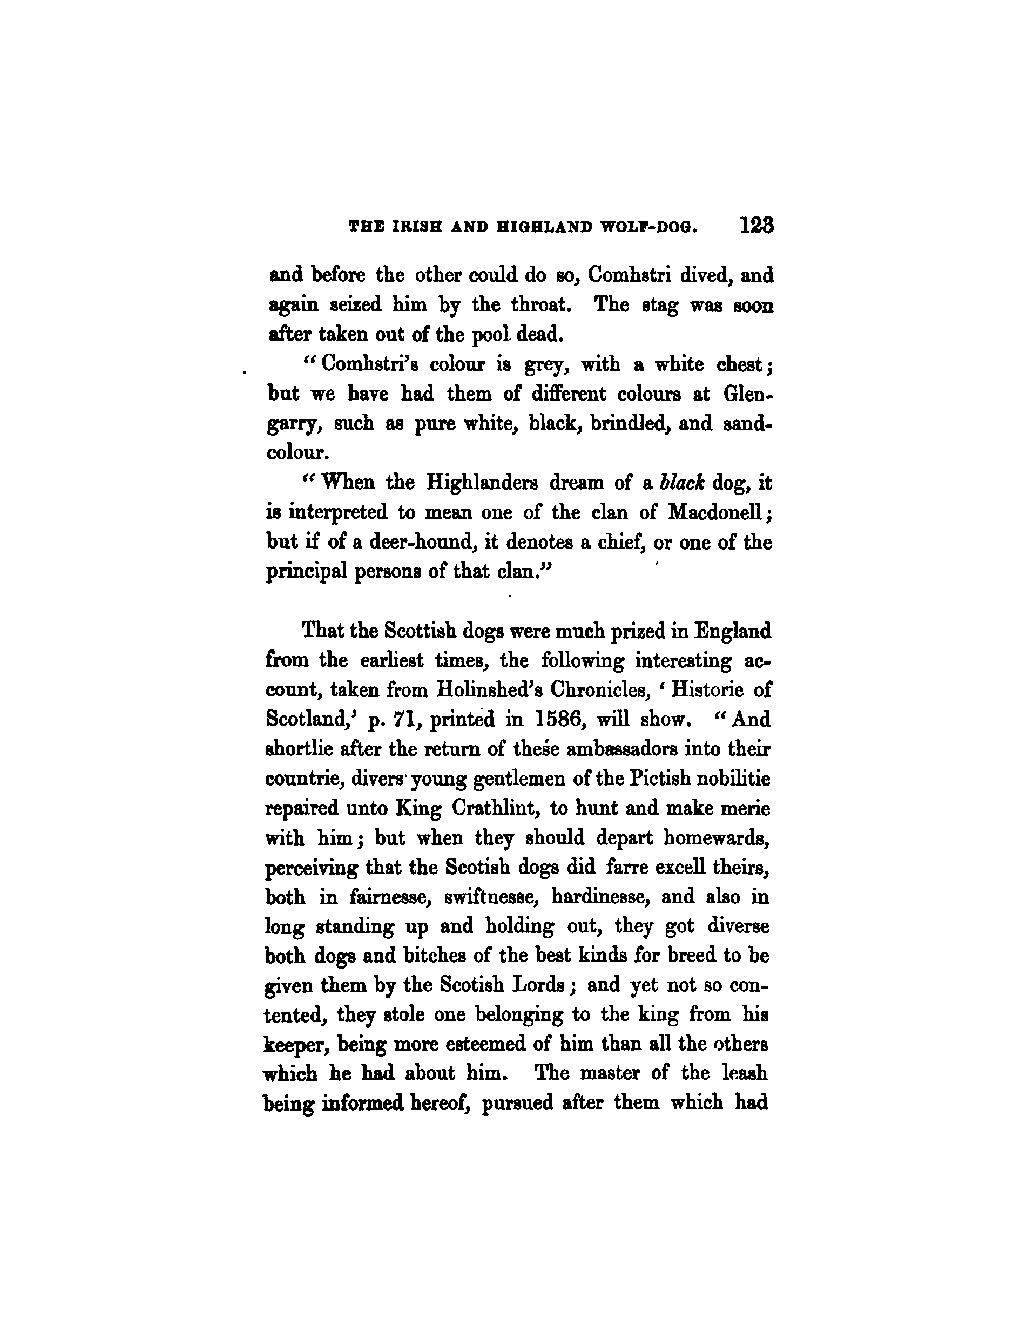 THE IRISH AND HIGHLAND WOLF-DOG. 123
and before the other could do so, Comhstri dived, and
again seized him by the throat. The stag was soon
after taken out of the pool dead.
“Comhstri’s colour is grey, with a white chest;
but we have had them of different colours at Glen-
garry, such as pure white, black, brindled, and sand-
colour.
“When the Highlanders dream of a black dog, it
is interpreted to mean one of the clan of Macdonell;
but if of a deer-hound, it denotes a chief, or one of the
principal persons of that clan.”
That the Scottish dogs were much prized in England
from the earliest times, the following interesting ac-
count, taken from Holinshed’s Chronicles, ‘Historie of
Scotland,’ p. 71, printed in 1586, will show. “And
shortlie after the return of these ambassadors into their
countrie, divers young gentlemen of the Pictish nobilitie
repaired unto King Crathlint, to hunt and make merie
with him; but when they should depart homewards,
perceiving that the Scotish dogs did farre excell theirs,
both in fairnesse, swiftnesse, hardinesse, and also in
long standing up and holding out, they got diverse
both dogs and bitches of the best kinds for breed to be
given them by the Scotish Lords; and yet not so con-
tented, they stole one belonging to the king from his
keeper, being more esteemed of him than all the others
which he had about him. The master of the leash
being informed hereof, pursued after them which had